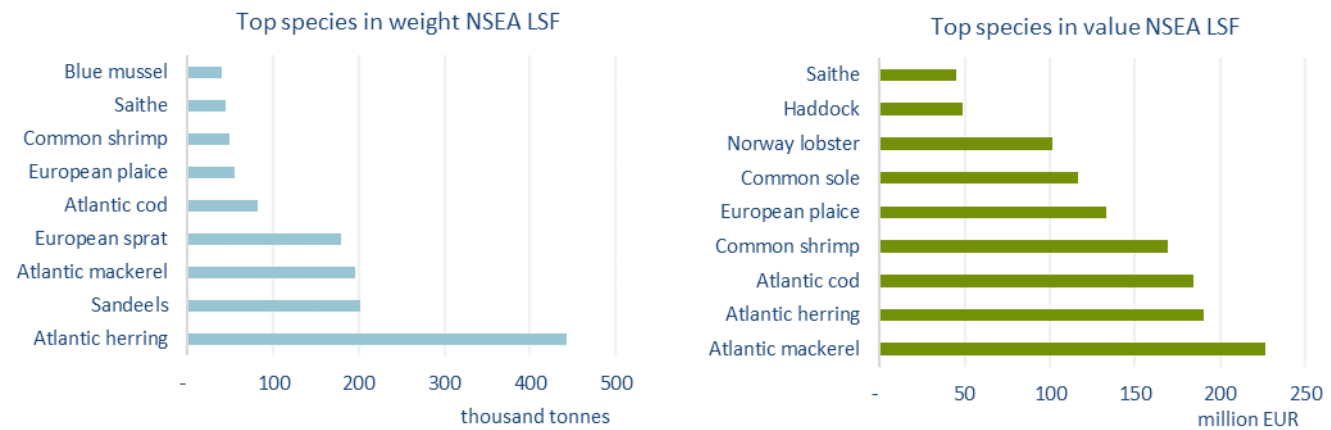 Top species in weight NSEA LSF
Blue mussel
Saithe
Common shrimp
European plaice
Atlantic cod
European sprat
Atlantic mackerel
Sandeels
Atlantic herring
- 100 200 300 400 500
thousand tonnes
Top species in value NSEA LSF
Saithe
Haddock
Norway lobster
Common sole
European plaice
Common shrimp
Atlantic cod
Atlantic herring
Atlantic mackerel
- 50 100 150 200 250
million EUR